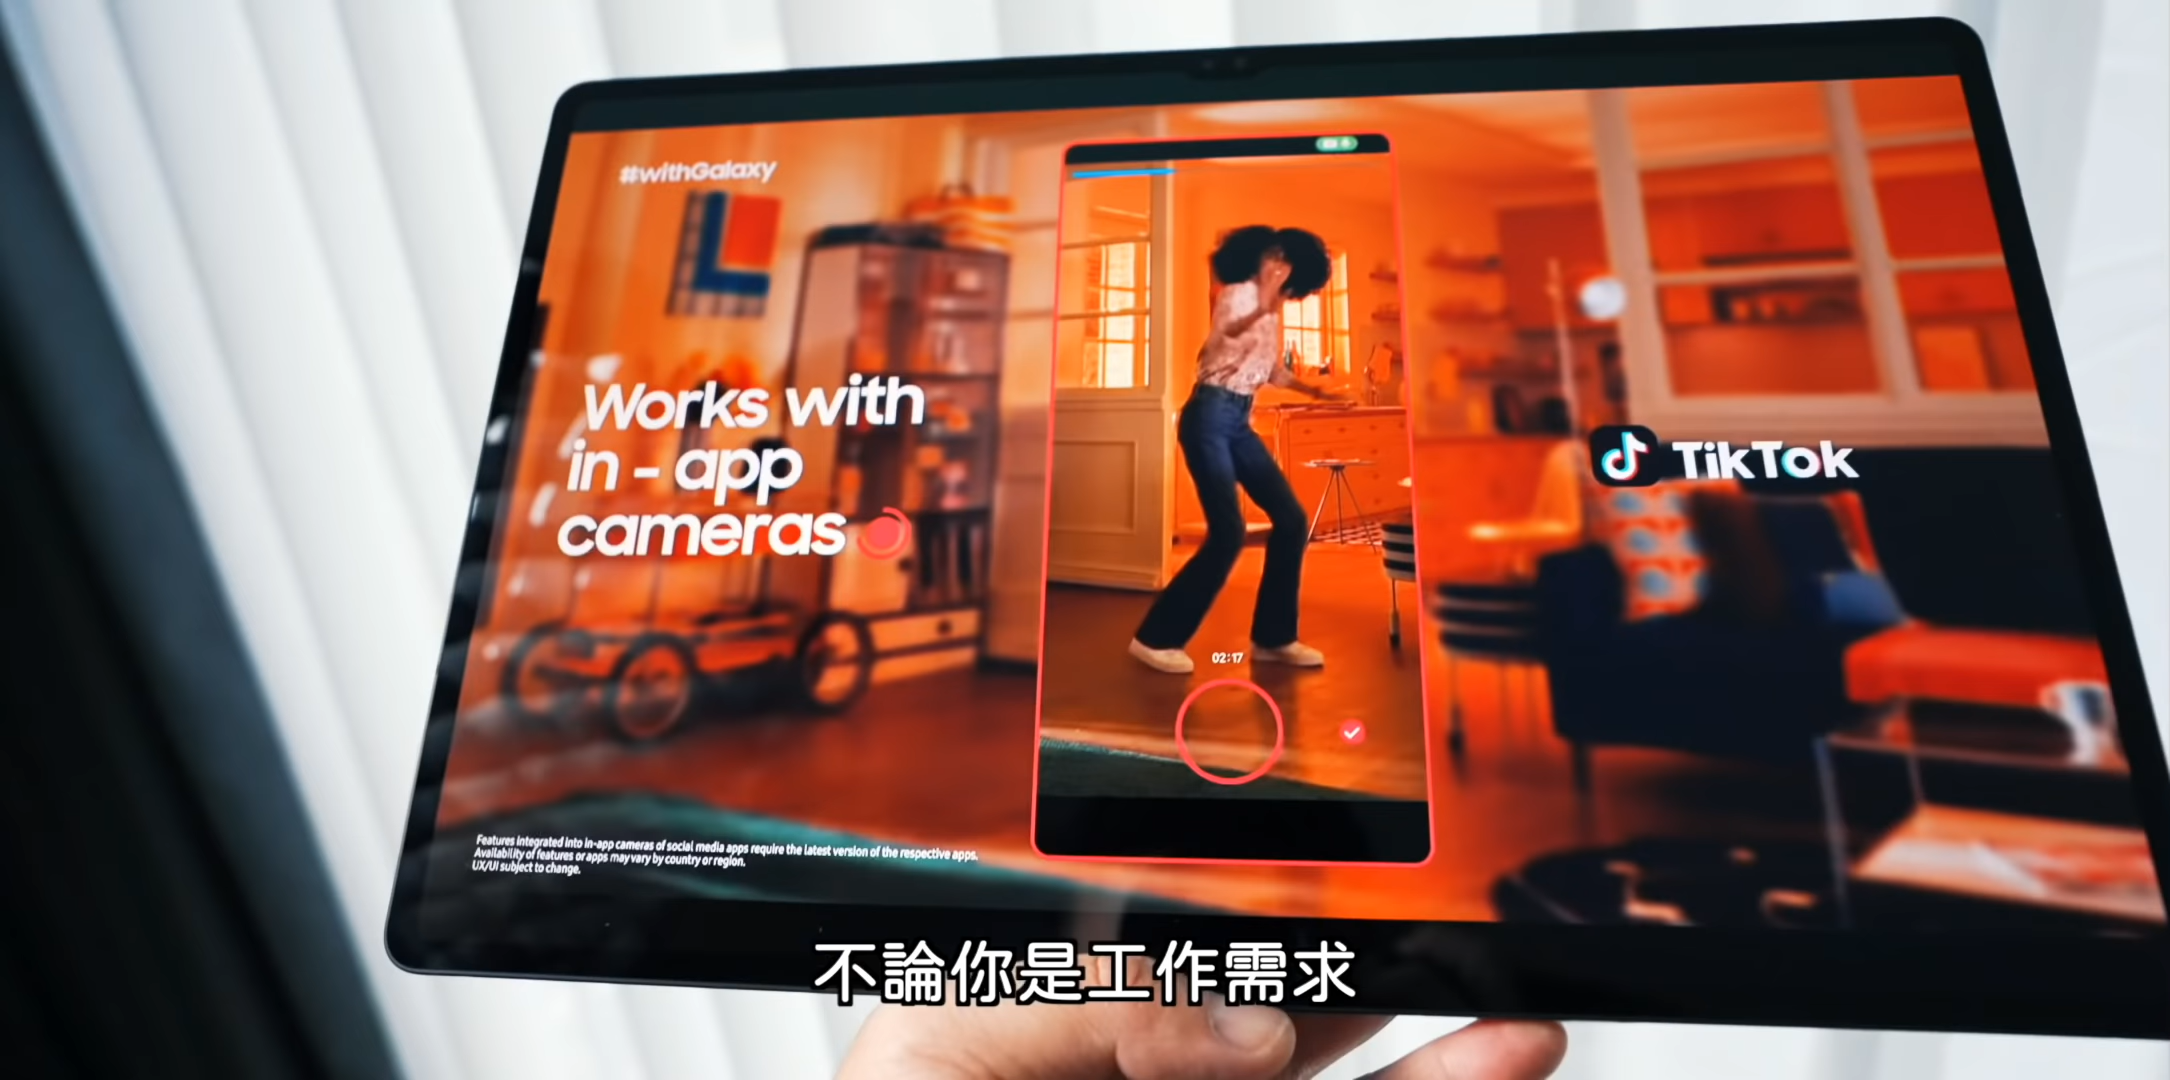 #withGalaxy
Works with
in - app
cameras
TikTok
02:17
Features integrated into in-app cameras of social media apps require the latest version of the respective apps.
Availability of features or apps may vary by country or region.
UX/UI subject to change.
不論你是工作需求